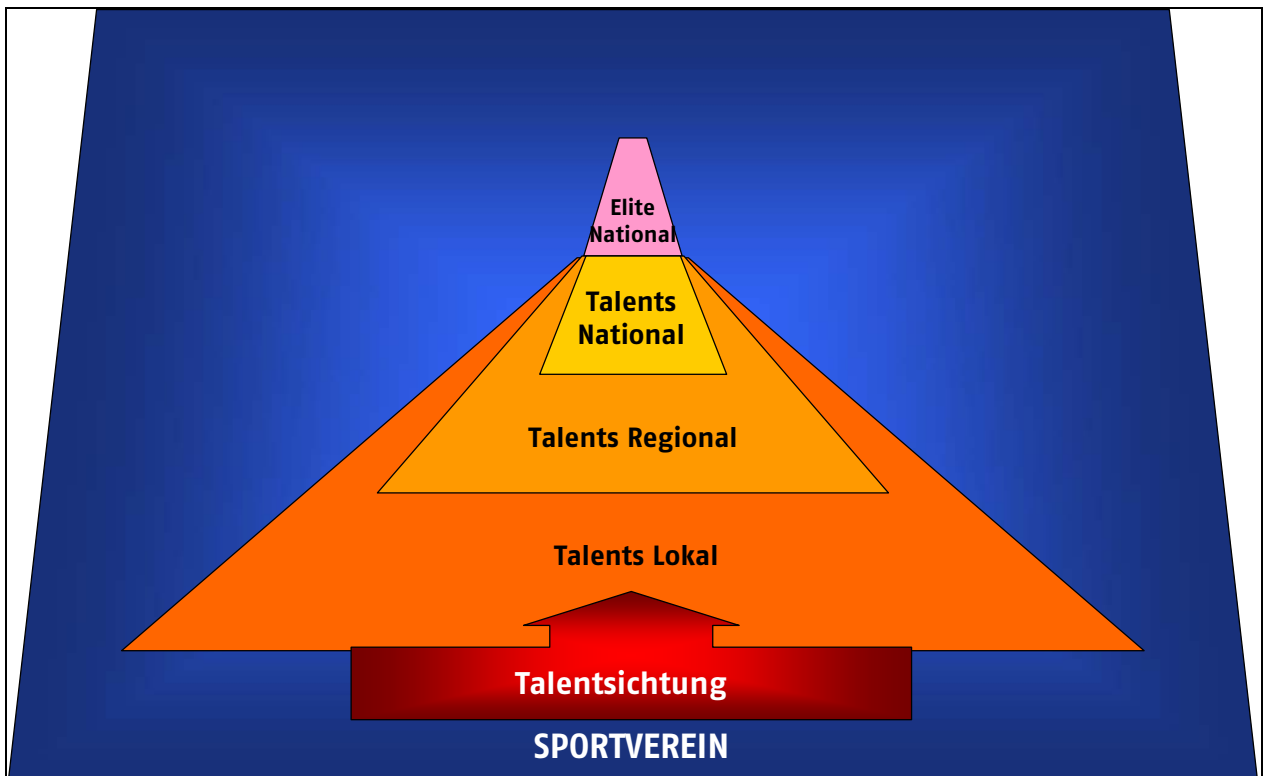 Elite
National
Talents
National
Talents Regional
Talents Lokal
Talentsichtung
SPORTVEREIN